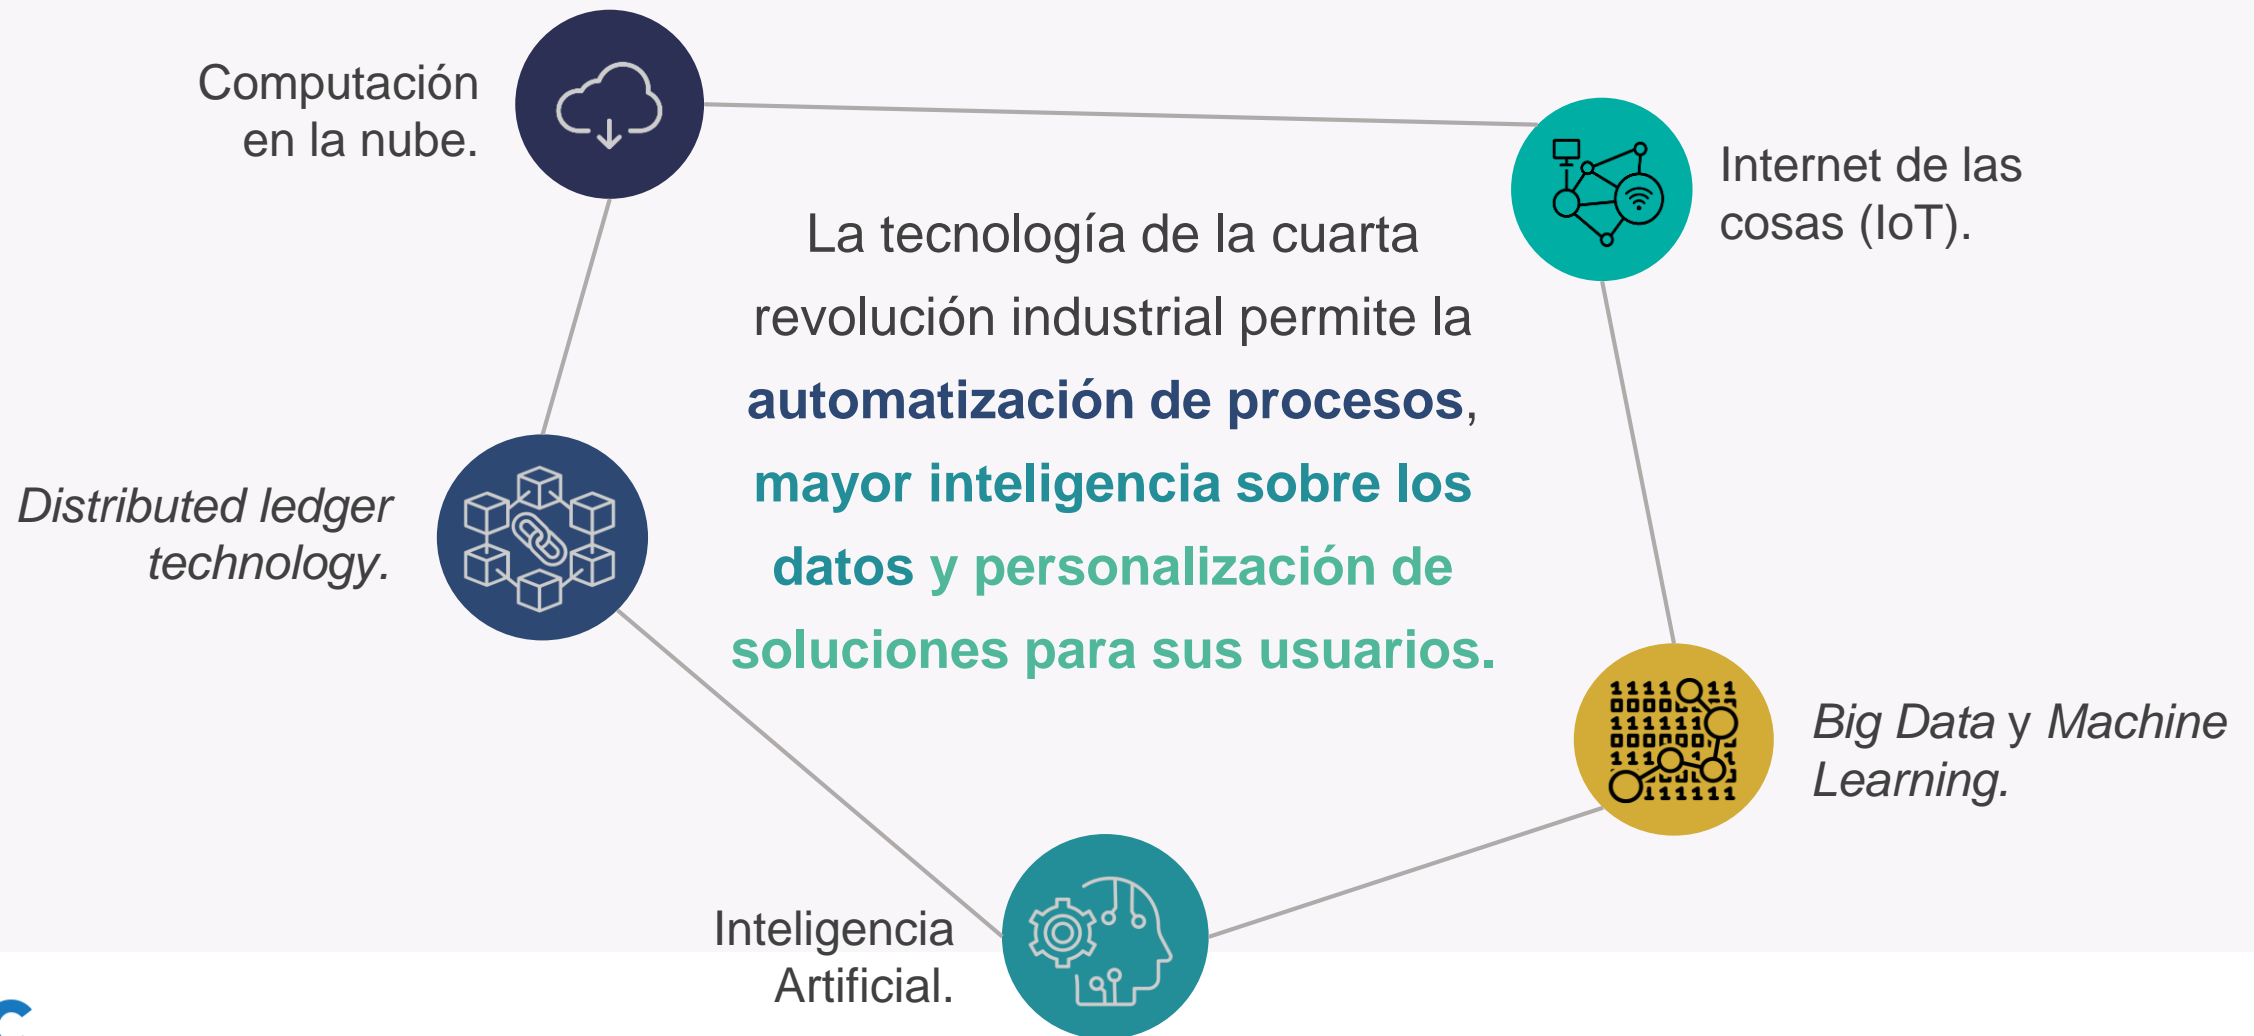 Computación
en la nube.
Internet de las
cosas (IoT).
La tecnología de la cuarta
revolución industrial permite la
automatización de procesos,
mayor inteligencia sobre los
datos y personalización de
soluciones para sus usuarios.
Distributed ledger
technology.
Big Data y Machine
Learning.
Inteligencia
Artificial.